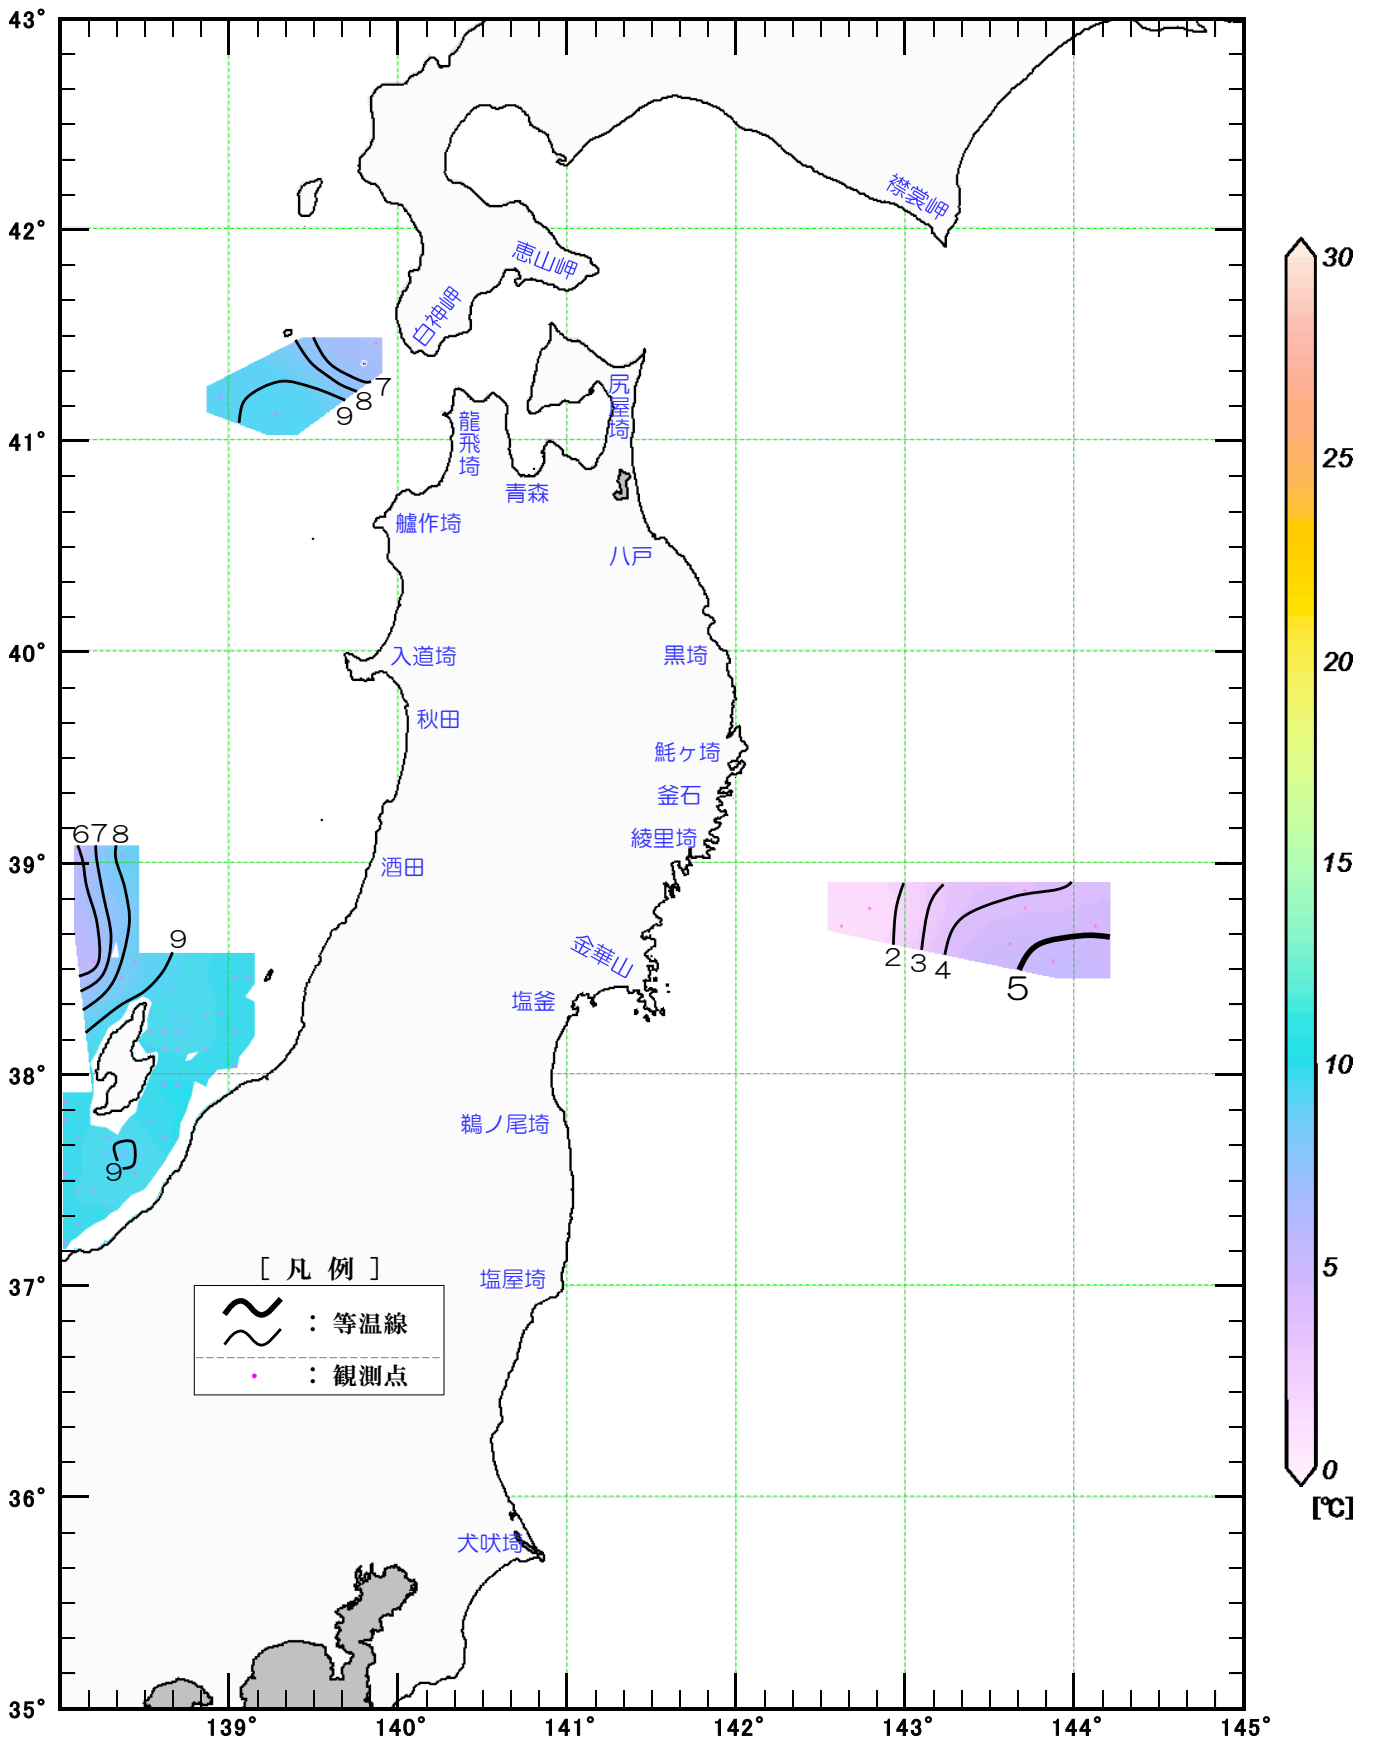 43°
42°
41°
40°
39°
38°
37°
36°
35°
139°
140°
141°
142°
143°
144°
145°
襟裳岬
恵山岬
白神岬
尻屋埼
龍飛埼
青森
艫作埼
八戸
入道埼
黒埼
秋田
魹ヶ埼
釜石
綾里埼
酒田
金華山
塩釜
鵜ノ尾埼
塩屋埼
犬吠埼
7
8
9
6
7
8
9
9
2
3
4
5
[ 凡 例 ]
: 等温線
: 観測点
30
25
20
15
10
5
0
[℃]